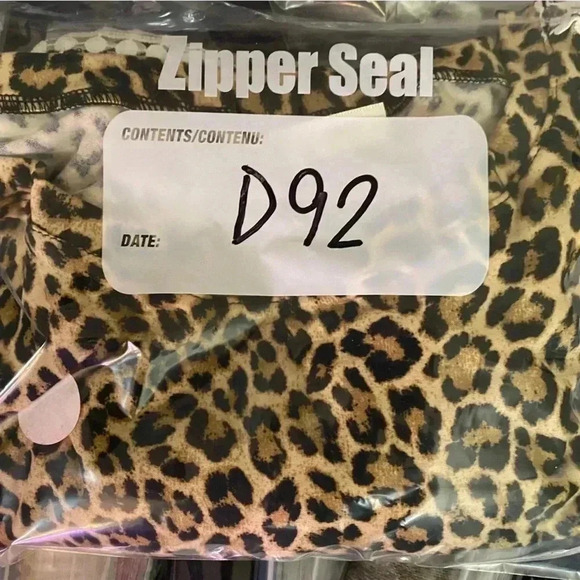 Zipper Seal
CONTENTS/CONTENU:
D92
DATE: